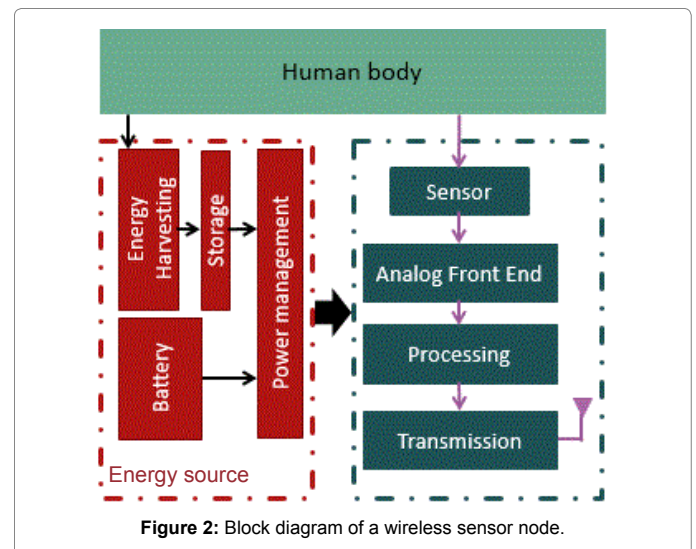 Human body
Energy
Harvesting
Storage
Power management
Battery
Energy source
Sensor
Analog Front End
Processing
Transmission
Figure 2: Block diagram of a wireless sensor node.